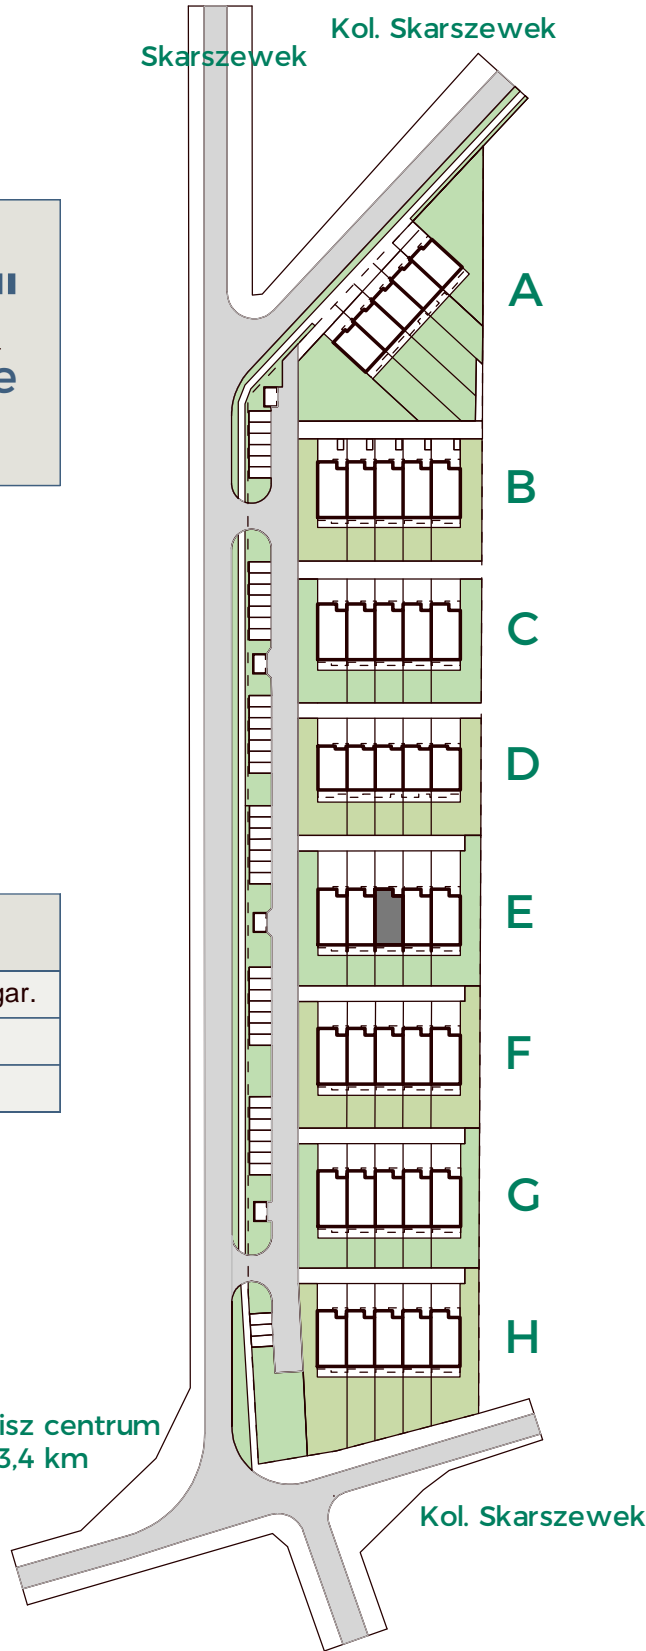 Kol. Skarszewek
Skarszewek
A
B
C
D
E
gar.
F
G
H
isz centrum
3,4 km
Kol. Skarszewek